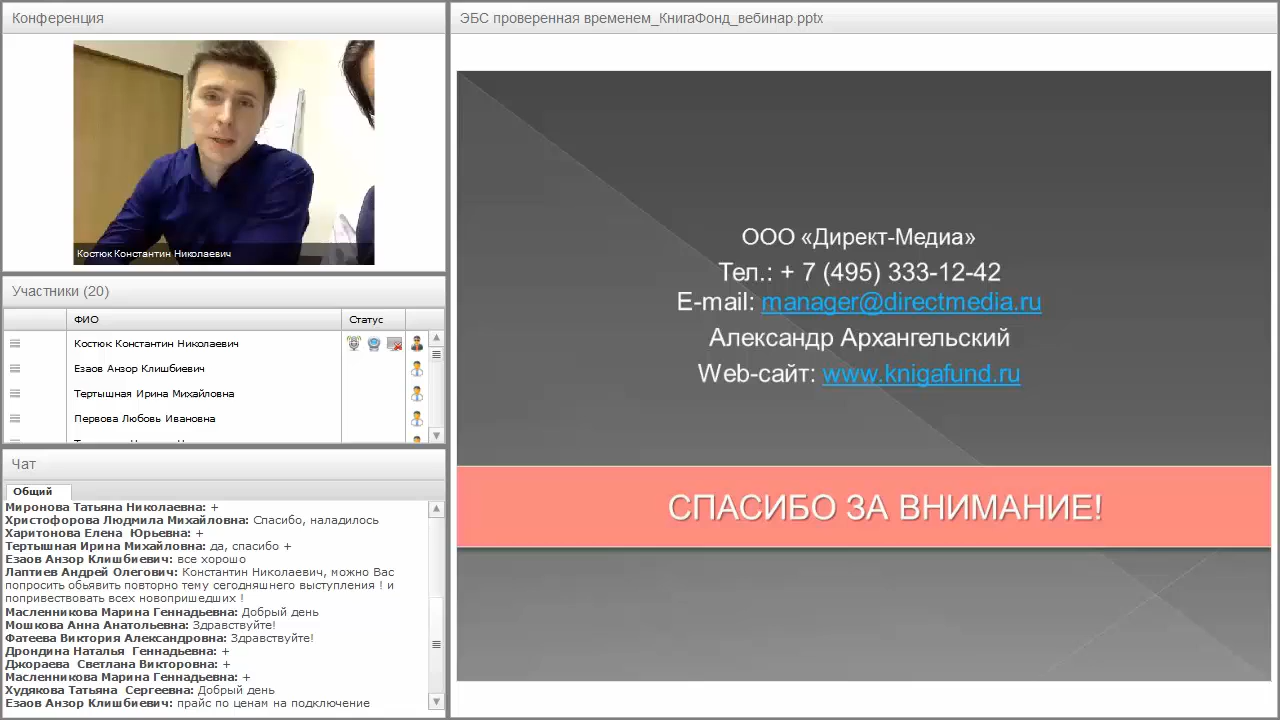 Конференция
Костюк Константин Николаевич
Участники (20)
ФИО Статус
Костюк Константин Николаевич
Езаов Анзор Клишбиевич
Тертышная Ирина Михайловна
Первова Любовь Ивановна
Чат
Общий
Миронова Татьяна Николаевна: +
Христофорова Людмила Михайловна: Спасибо, наладилось
Харитонова Елена Юрьевна: +
Тертышная Ирина Михайловна: да, спасибо +
Езаов Анзор Клишбиевич: все хорошо
Лаптиев Андрей Олегович: Константин Николаевич, можно Вас
попросить обьявить повторно тему сегодняшнего выступления ! и
попривествовать всех новопришедших !
Масленникова Марина Геннадьевна: Добрый день
Мошкова Анна Анатольевна: Здравствуйте!
Фатеева Виктория Александровна: Здравствуйте!
Дрондина Наталья Геннадьевна: +
Джораева Светлана Викторовна: +
Масленникова Марина Геннадьевна: +
Худякова Татьяна Сергеевна: Добрый день
Езаов Анзор Клишбиевич: прайс по ценам на подключение
ЭБС проверенная временем_КнигаФонд_вебинар.pptx
ООО «Директ-Медиа»
Тел.: + 7 (495) 333-12-42
E-mail: manager@directmedia.ru
Александр Архангельский
Web-сайт: www.knigafund.ru
СПАСИБО ЗА ВНИМАНИЕ!